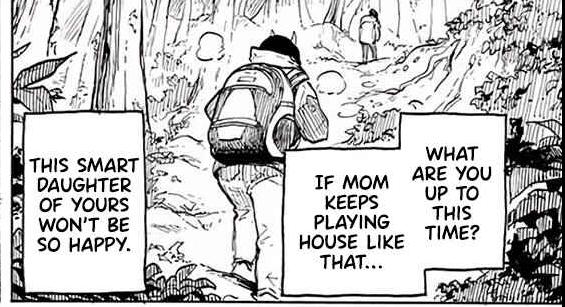 WHAT
ARE YOU
UP TO
THIS
TIME?
IF MOM
KEEPS
PLAYING
HOUSE LIKE
THAT...
THIS SMART
DAUGHTER
OF YOURS
WON'T BE
SO HAPPY.